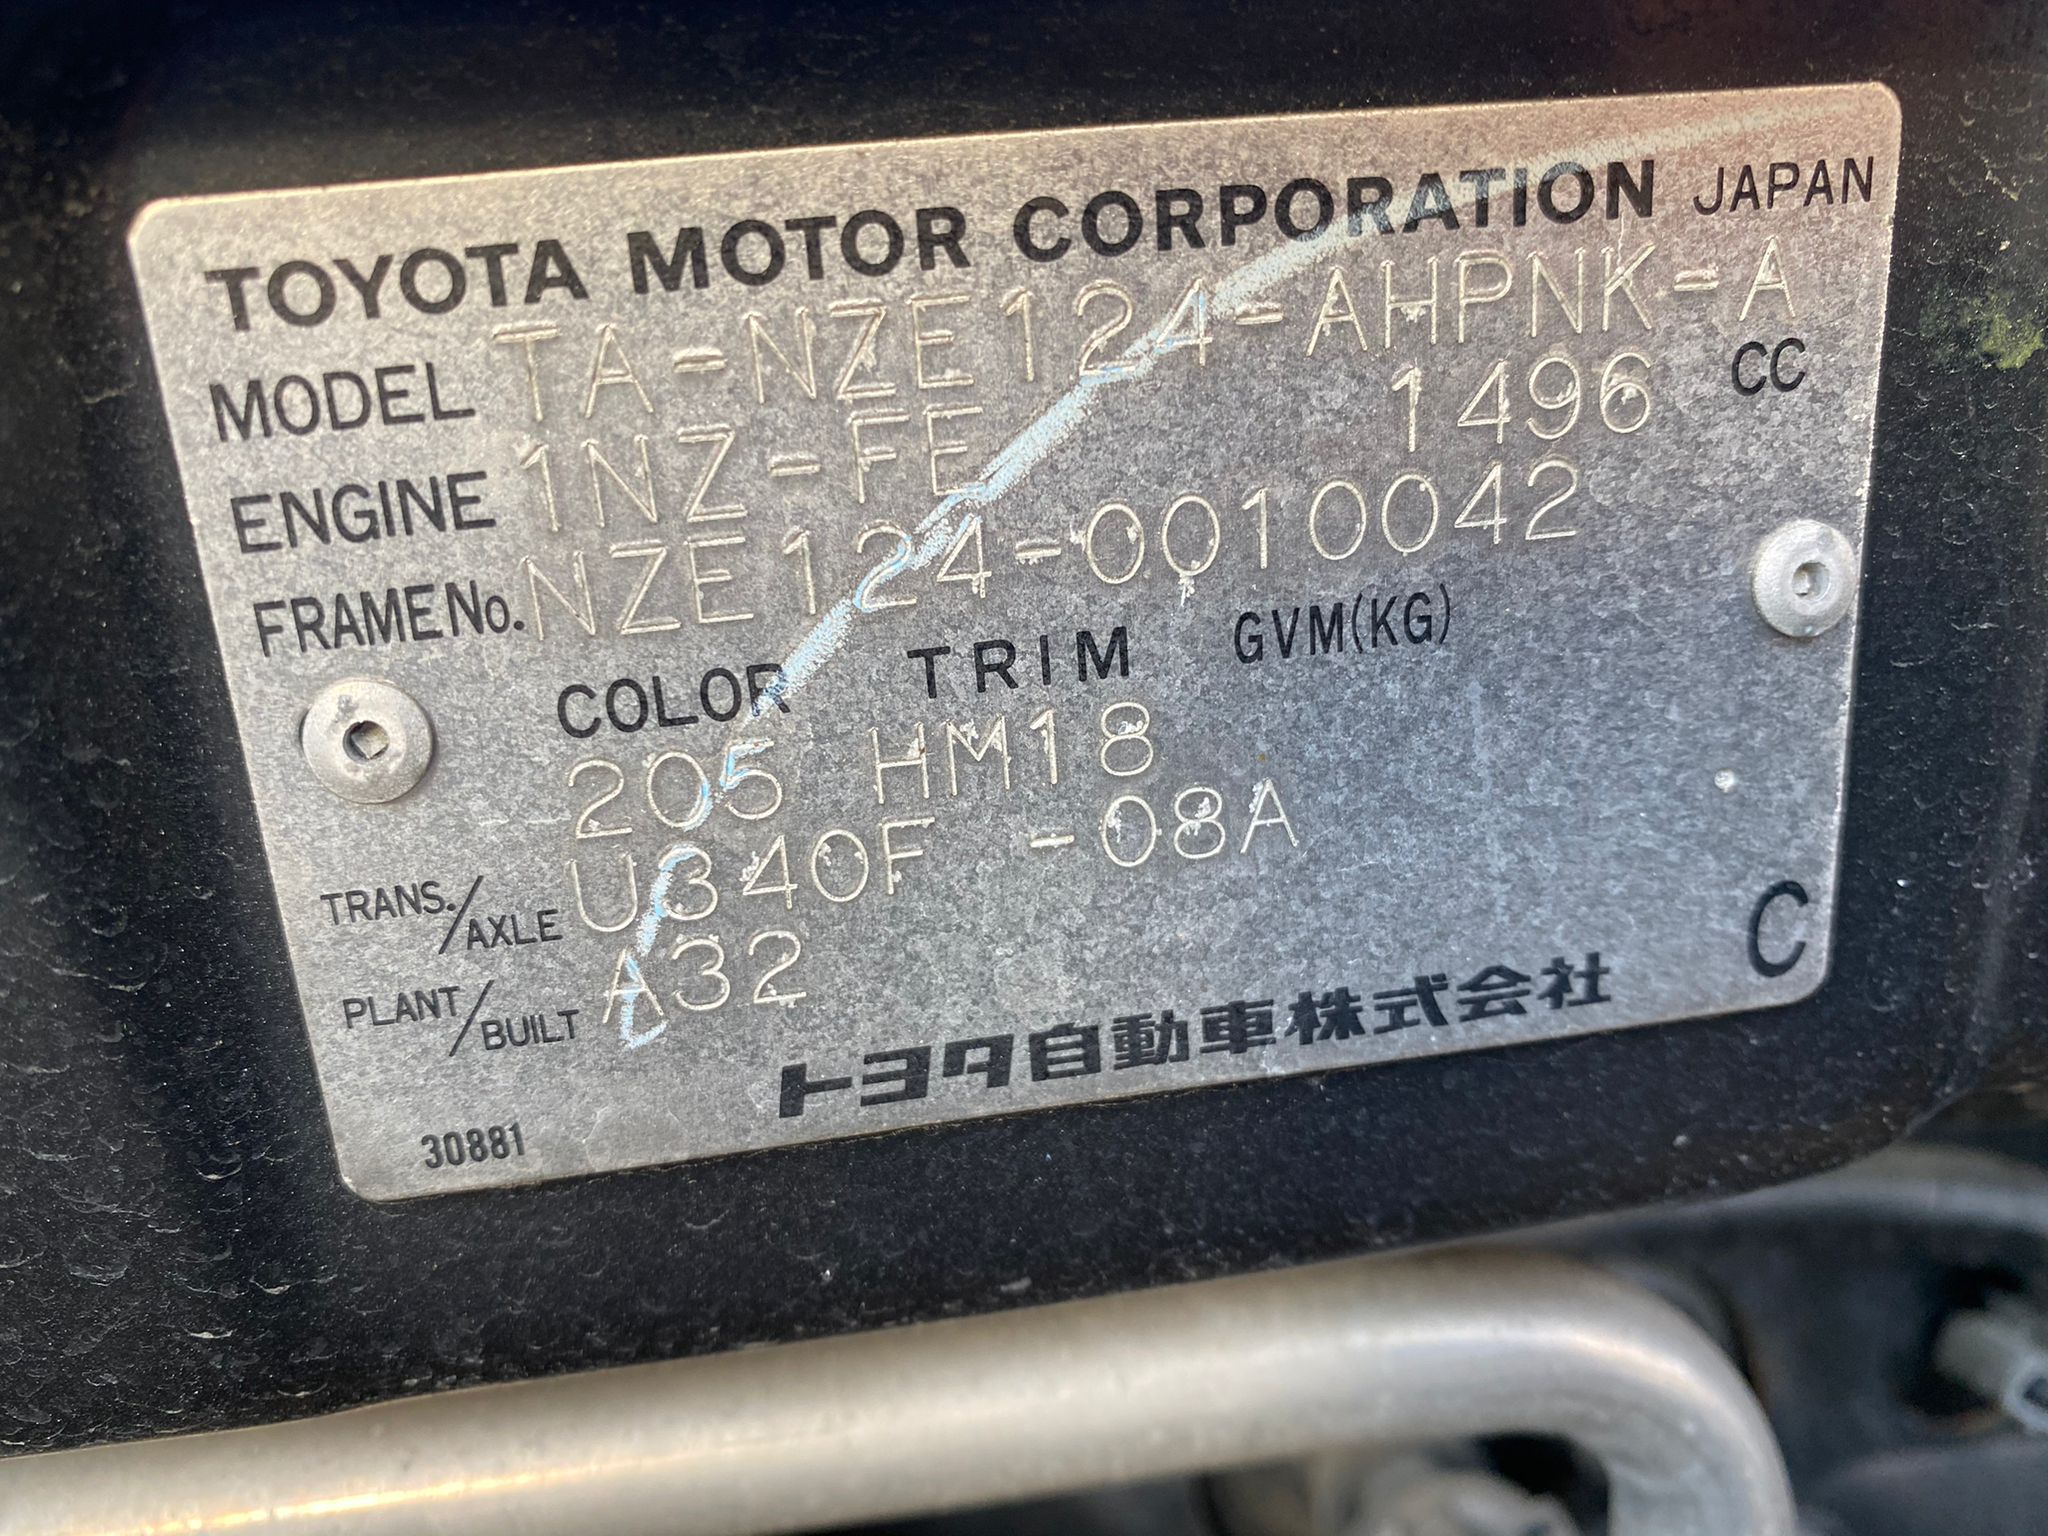 TOYOTA MOTOR CORPORATION JAPAN
MODEL TA-NZE124-AHPNK-A
ENGINE 1NZ-FE 1496 CC
FRAME No. NZE124-0010042
COLOR TRIM GVM(KG)
205 HM18
TRANS./AXLE U340F -08A
PLANT/BUILT A32
C
トヨタ自動車株式会社
30881